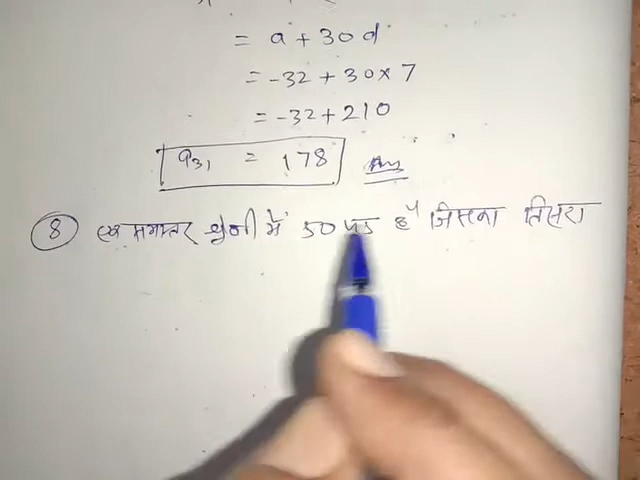 = a + 30d
= -32 + 30 × 7
= -32 + 210
a31 = 178 Ans
8 एक समान्तर श्रेणी में 50 पद हैं जिसका तिसरा